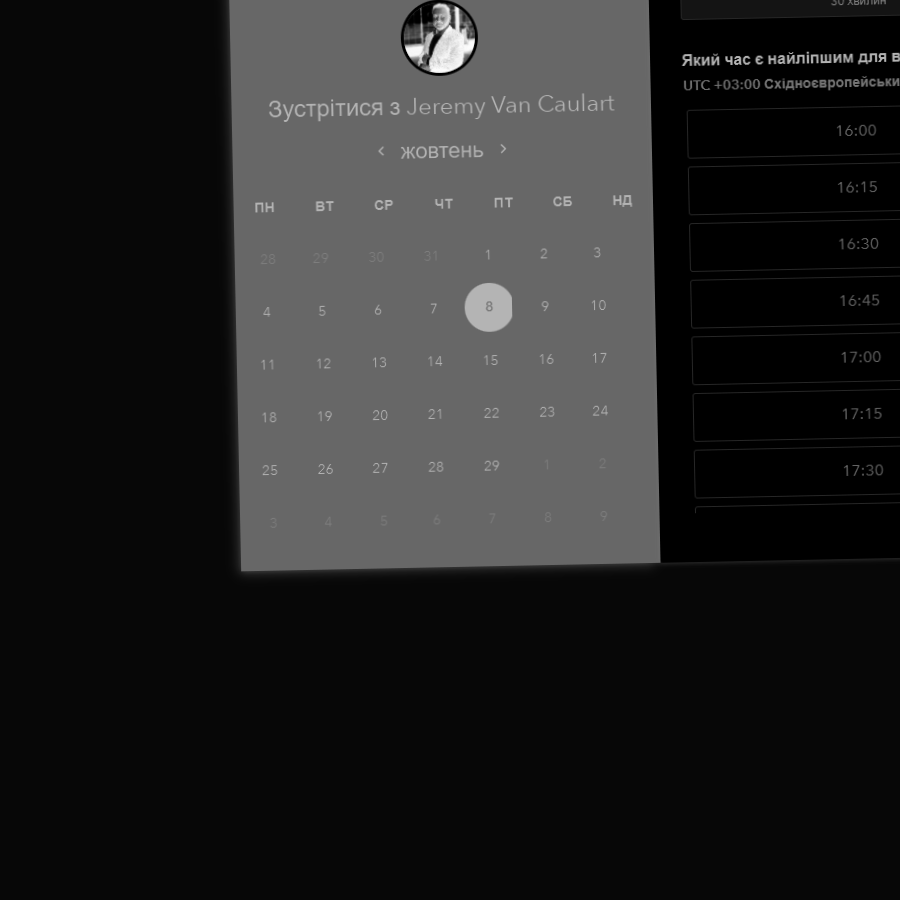 Зустрітися з Jeremy Van Caulart
жовтень
ПН ВТ СР ЧТ ПТ СБ НД
28 29 30 31 1 2 3
4 5 6 7 8 9 10
11 12 13 14 15 16 17
18 19 20 21 22 23 24
25 26 27 28 29 1 2
3 4 5 6 7 8 9
30 хвилин
Який час є найліпшим для в
UTC +03:00 Східноєвропейськи
16:00
16:15
16:30
16:45
17:00
17:15
17:30